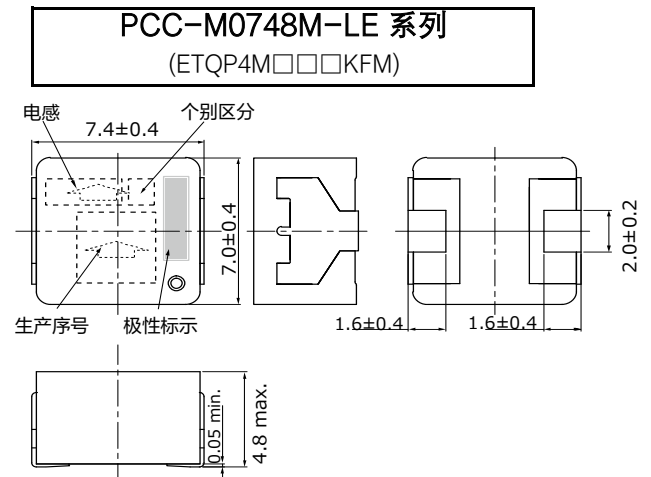 PCC-M0748M-LE 系列
(ETQP4M□□□KFM)
电感
个别区分
7.4±0.4
7.0±0.4
2.0±0.2
生产序号
极性标示
1.6±0.4
1.6±0.4
0.05 min.
4.8 max.